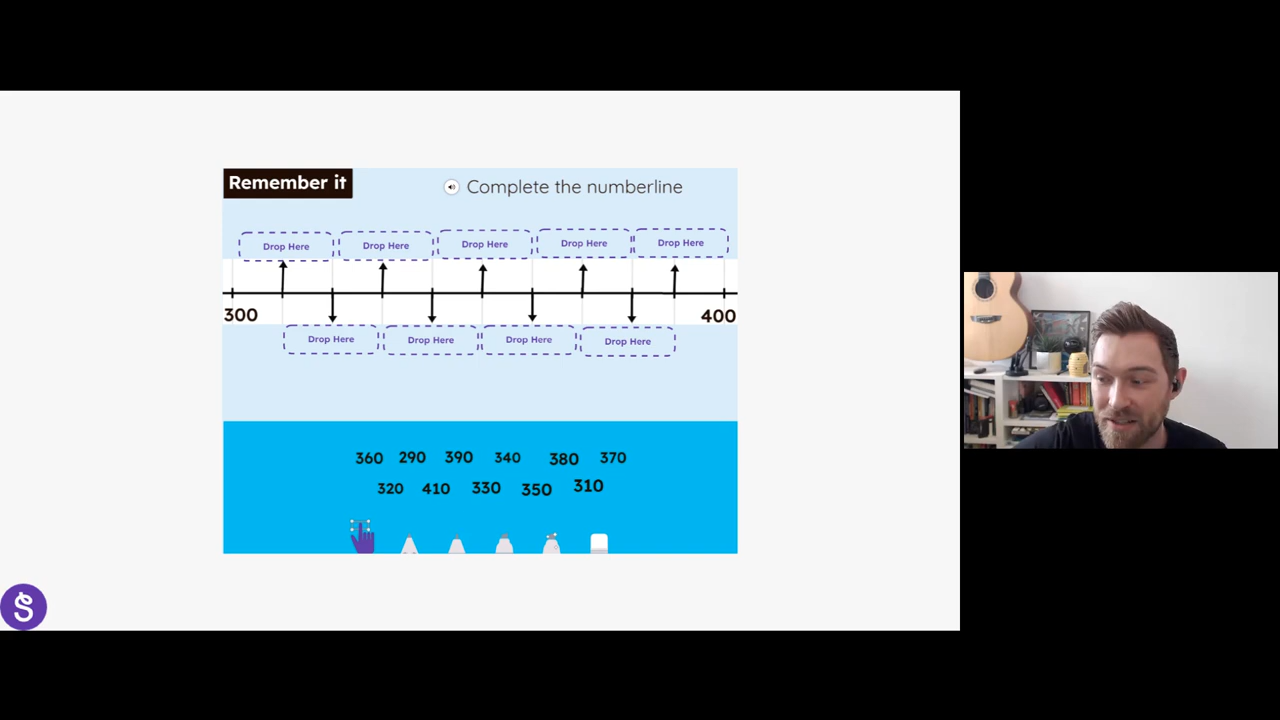 Remember it
Complete the numberline
Drop Here Drop Here Drop Here Drop Here Drop Here
300 400
Drop Here Drop Here Drop Here Drop Here
360 290 390 340 380 370
320 410 330 350 310
S